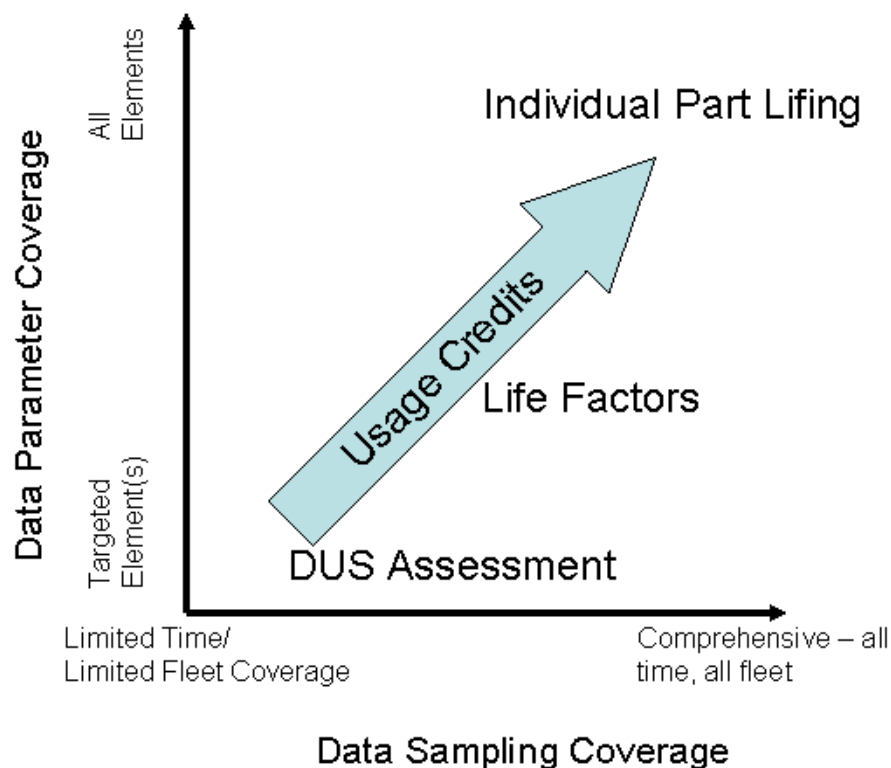 All
Elements
Individual Part Lifing
Data Parameter Coverage
Usage Credits
Life Factors
Targeted
Element(s)
DUS Assessment
Limited Time/
Limited Fleet Coverage
Comprehensive – all
time, all fleet
Data Sampling Coverage